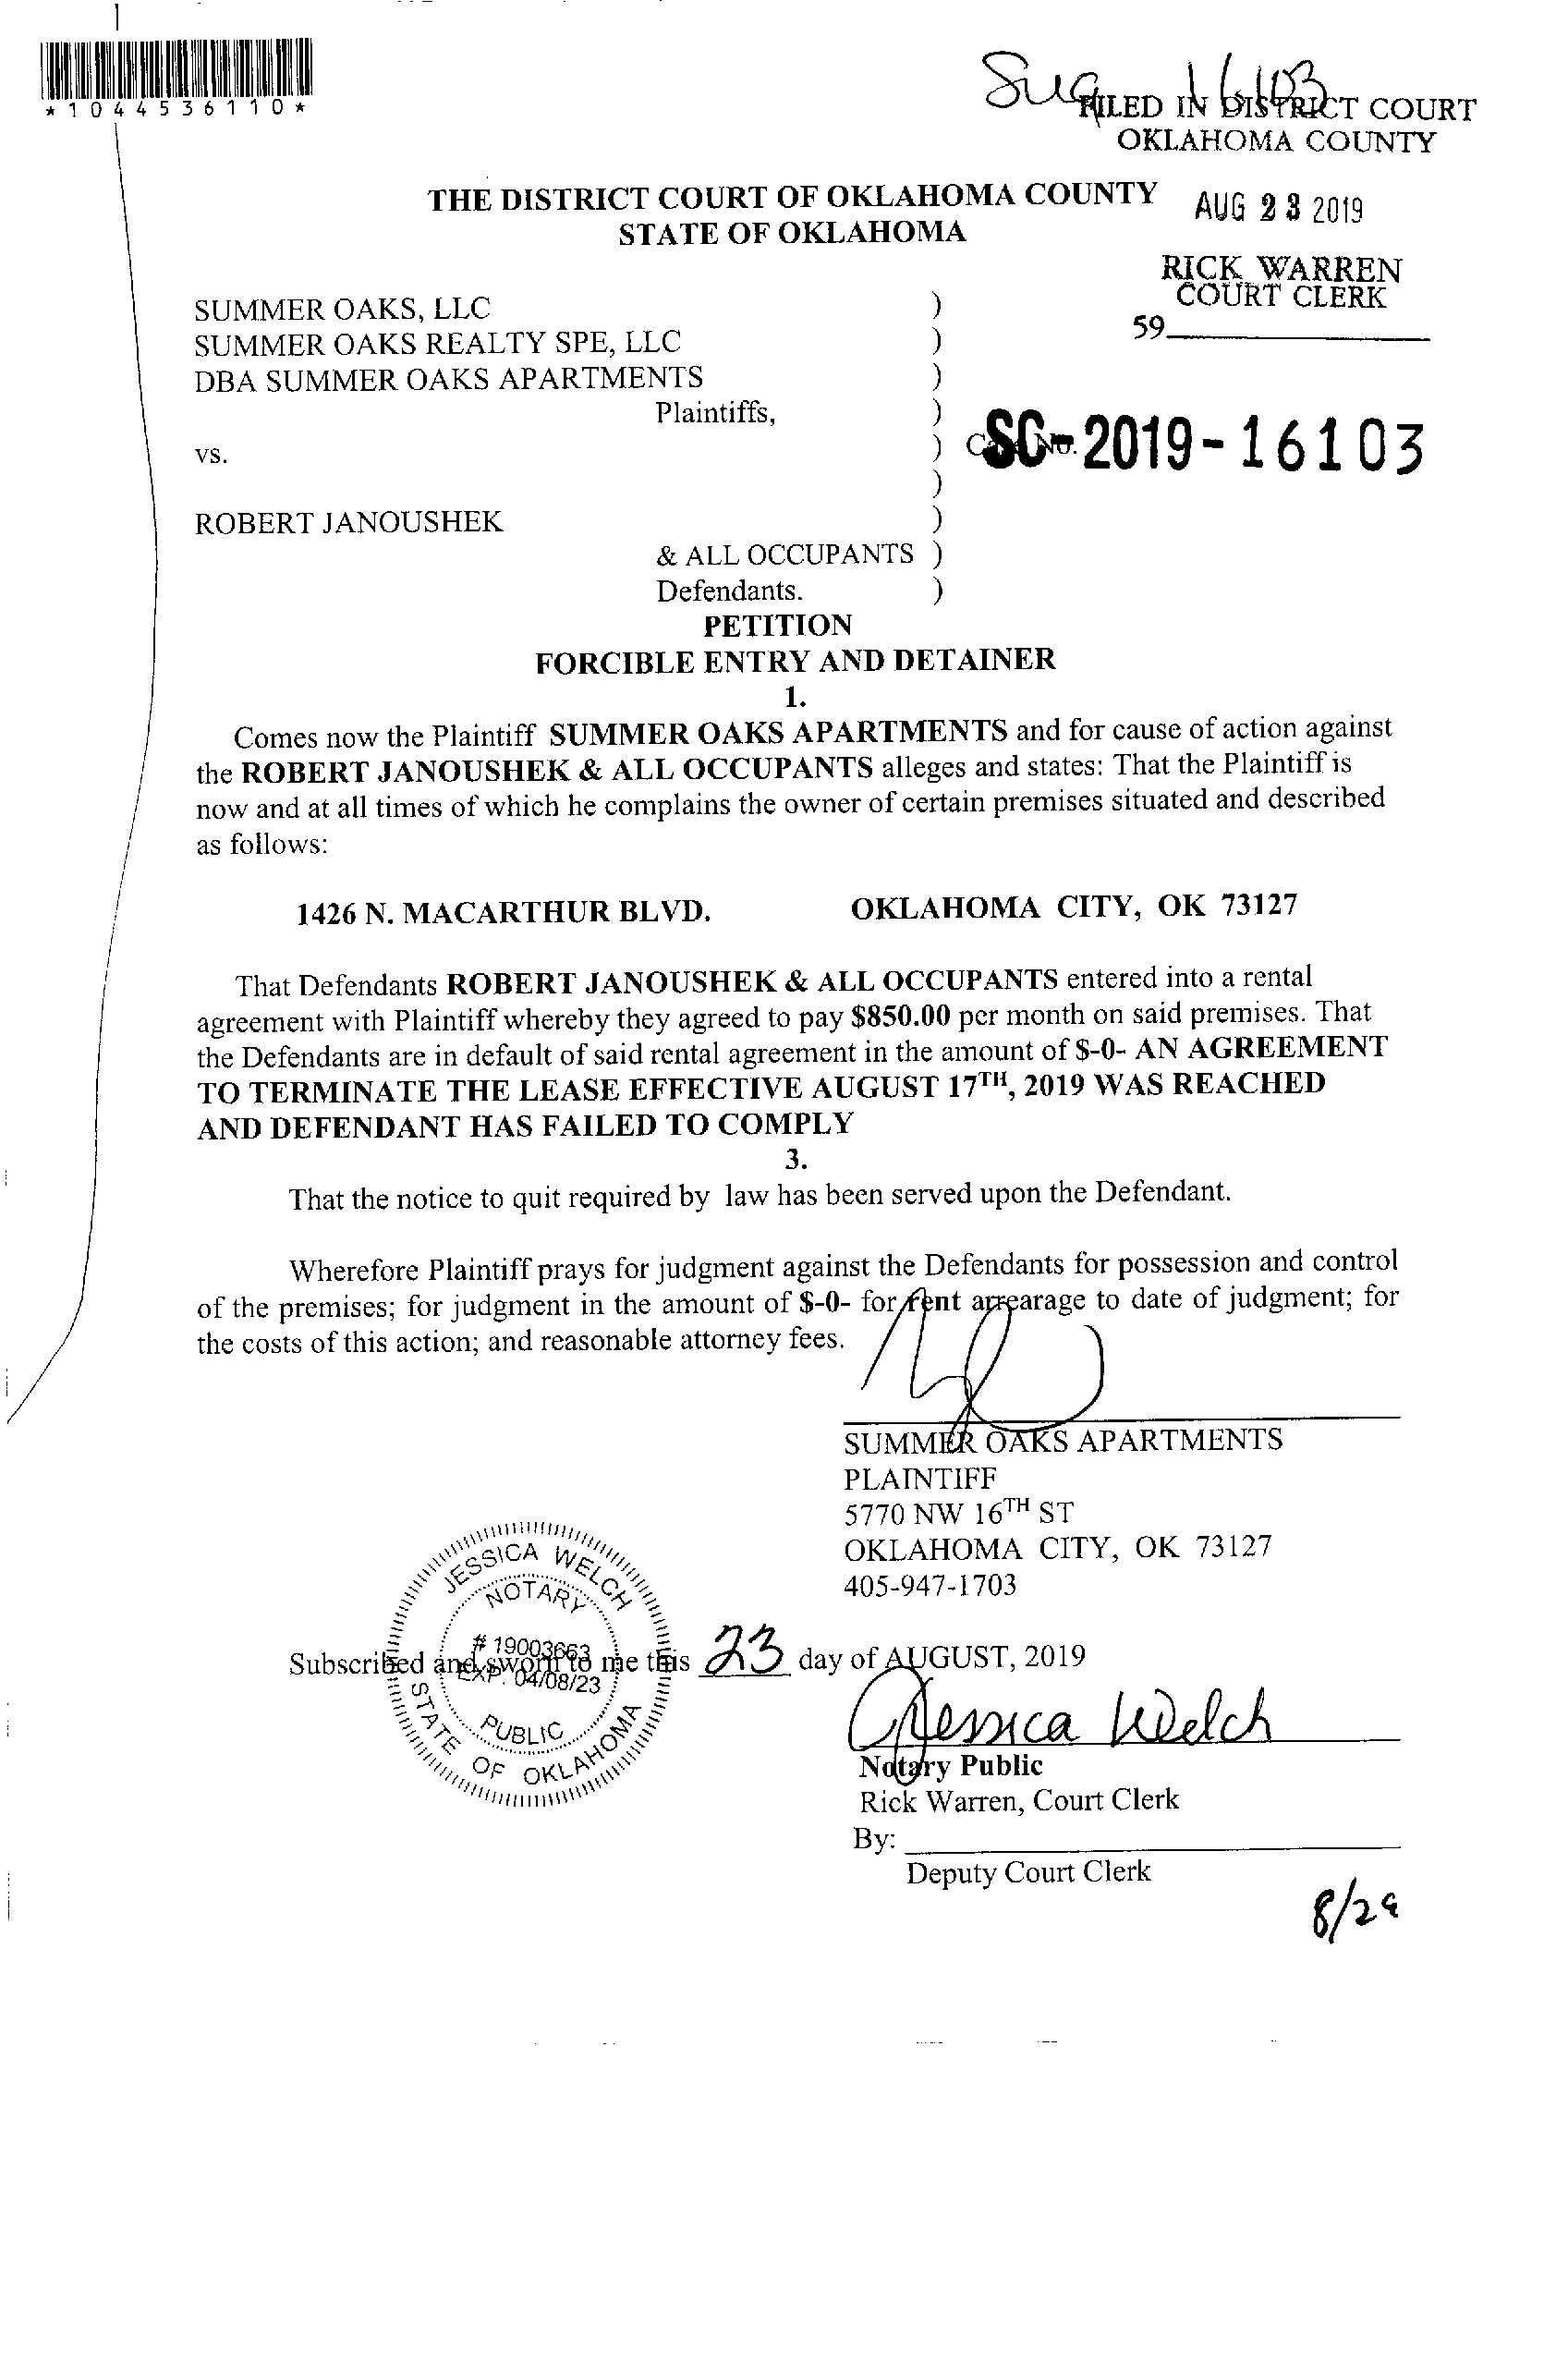 *1044536110*
16103
FILED IN DISTRICT COURT
OKLAHOMA COUNTY
THE DISTRICT COURT OF OKLAHOMA COUNTY
STATE OF OKLAHOMA
AUG 23 2019
RICK WARREN
COURT CLERK
59
SUMMER OAKS, LLC )
SUMMER OAKS REALTY SPE, LLC )
DBA SUMMER OAKS APARTMENTS )
Plaintiffs, )
vs. ) Case No. SC-2019-16103
)
ROBERT JANOUSHEK )
& ALL OCCUPANTS )
Defendants. )
PETITION
FORCIBLE ENTRY AND DETAINER
1.
Comes now the Plaintiff SUMMER OAKS APARTMENTS and for cause of action against
the ROBERT JANOUSHEK & ALL OCCUPANTS alleges and states: That the Plaintiff is
now and at all times of which he complains the owner of certain premises situated and described
as follows:
1426 N. MACARTHUR BLVD. OKLAHOMA CITY, OK 73127
That Defendants ROBERT JANOUSHEK & ALL OCCUPANTS entered into a rental
agreement with Plaintiff whereby they agreed to pay $850.00 per month on said premises. That
the Defendants are in default of said rental agreement in the amount of $-0- AN AGREEMENT
TO TERMINATE THE LEASE EFFECTIVE AUGUST 17TH, 2019 WAS REACHED
AND DEFENDANT HAS FAILED TO COMPLY
3.
That the notice to quit required by law has been served upon the Defendant.
Wherefore Plaintiff prays for judgment against the Defendants for possession and control
of the premises; for judgment in the amount of $-0- for rent arrearage to date of judgment; for
the costs of this action; and reasonable attorney fees.
SUMMER OAKS APARTMENTS
PLAINTIFF
5770 NW 16TH ST
OKLAHOMA CITY, OK 73127
405-947-1703
JESSICA WELCH
NOTARY
# 19003663
EXP. 04/08/23
PUBLIC
STATE OF OKLAHOMA
Subscribed and sworn to me this 23 day of AUGUST, 2019
Jessica Welch
Notary Public
Rick Warren, Court Clerk
By:
Deputy Court Clerk
8/29